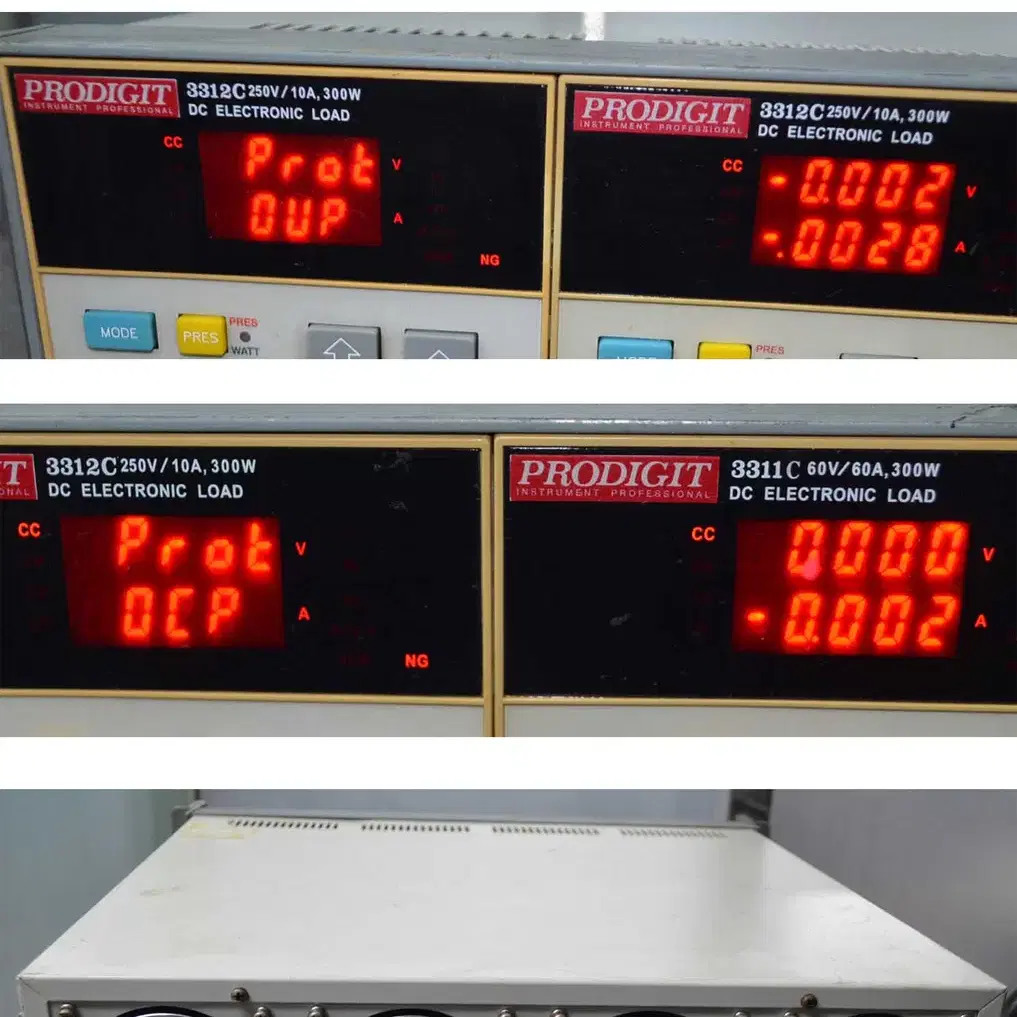 PRODIGIT
INSTRUMENT PROFESSIONAL
3312C 250V/10A, 300W
DC ELECTRONIC LOAD
CC
Prot V
OUP A
NG
MODE
PRES
PRES
WATT
PRODIGIT
INSTRUMENT PROFESSIONAL
3312C 250V/10A, 300W
DC ELECTRONIC LOAD
CC
-0.002 V
-.0028 A
PRES
IT
ONAL
3312C 250V/10A, 300W
DC ELECTRONIC LOAD
CC
Prot V
OCP A
NG
PRODIGIT
INSTRUMENT PROFESSIONAL
3311C 60V/60A, 300W
DC ELECTRONIC LOAD
CC
0.000 V
-0.002 A